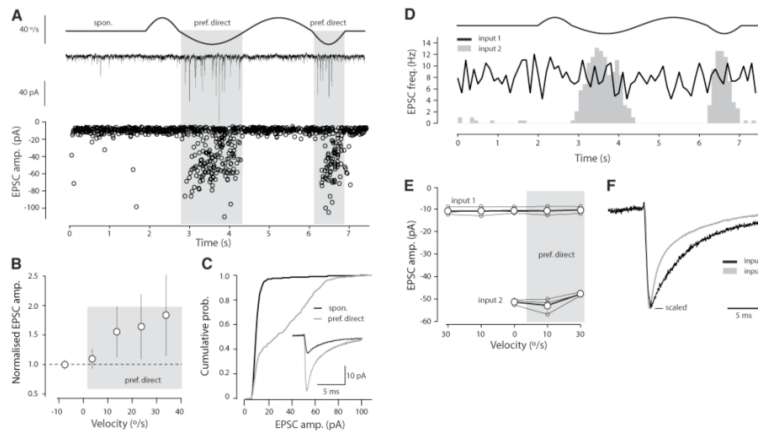 A
40 º/s
spon.
pref. direct
pref. direct
40 pA
EPSC amp. (pA)
0
-20
-40
-60
-80
-100
0 1 2 3 4 5 6 7
Time (s)
B
Normalised EPSC amp.
2.5
2.0
1.5
1.0
0.5
pref.direct
-10 0 10 20 30 40
Velocity (º/s)
C
Cumulative prob.
1.0
0.8
0.6
0.4
0.2
0
spon.
pref. direct
10 pA
5 ms
0 20 40 60 80 100
EPSC amp. (pA)
D
EPSC freq. (Hz)
14
12
10
8
6
4
2
0
input 1
input 2
0 1 2 3 4 5 6 7
Time (s)
E
EPSC amp. (pA)
0
-10
-20
-30
-40
-50
-60
input 1
pref.direct
input 2
30 10 0 10 30
Velocity (º/s)
F
scaled
input
input
5 ms